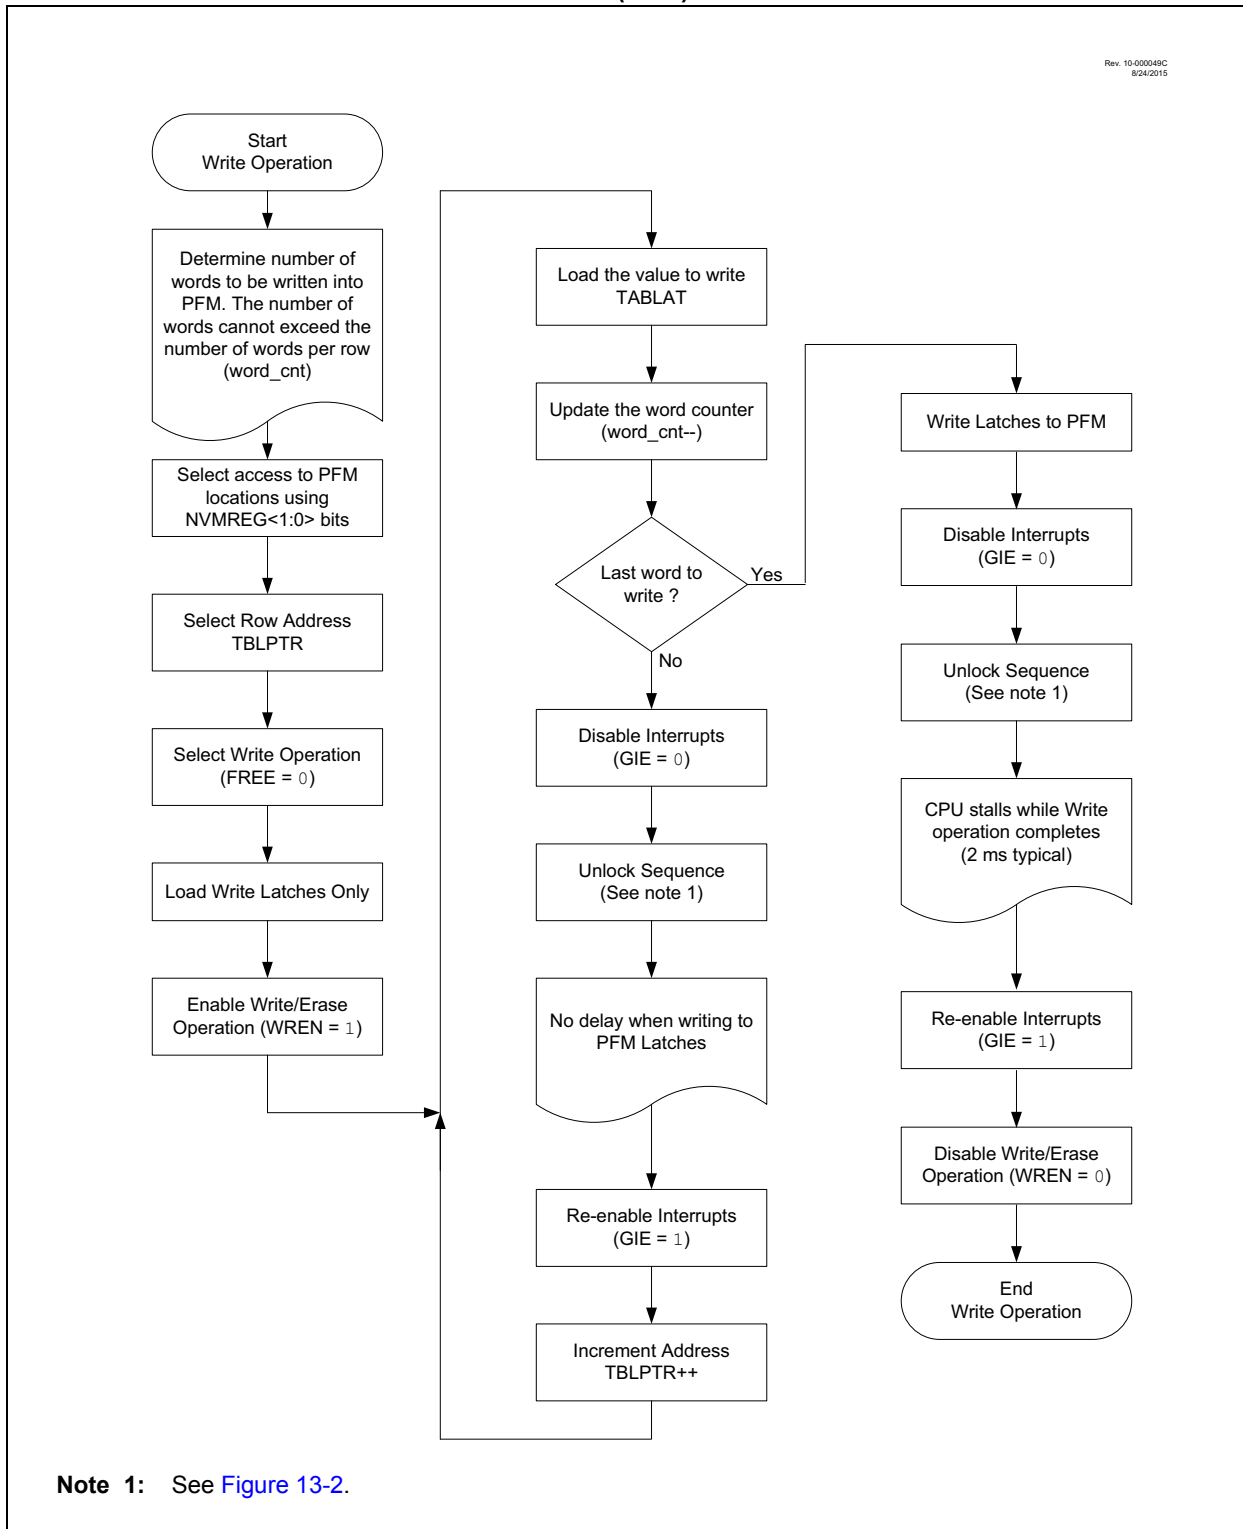 Rev. 10-000049C
8/24/2015
Start
Write Operation
Determine number of
words to be written into
PFM. The number of
words cannot exceed the
number of words per row
(word_cnt)
Select access to PFM
locations using
NVMREG<1:0> bits
Select Row Address
TBLPTR
Select Write Operation
(FREE = 0)
Load Write Latches Only
Enable Write/Erase
Operation (WREN = 1)
Load the value to write
TABLAT
Update the word counter
(word_cnt--)
Last word to
write ?
Yes
No
Disable Interrupts
(GIE = 0)
Unlock Sequence
(See note 1)
No delay when writing to
PFM Latches
Re-enable Interrupts
(GIE = 1)
Increment Address
TBLPTR++
Write Latches to PFM
Disable Interrupts
(GIE = 0)
Unlock Sequence
(See note 1)
CPU stalls while Write
operation completes
(2 ms typical)
Re-enable Interrupts
(GIE = 1)
Disable Write/Erase
Operation (WREN = 0)
End
Write Operation
Note 1: See Figure 13-2.